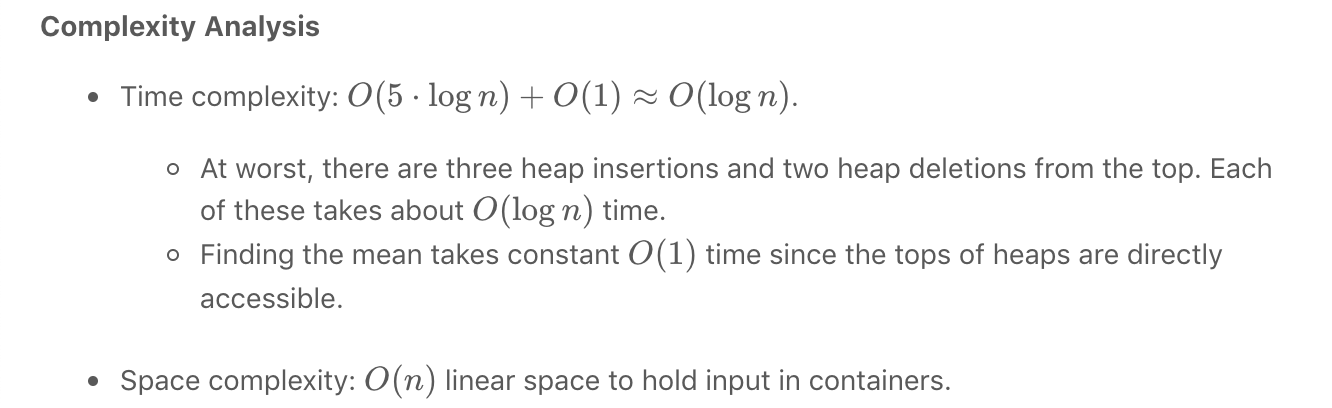 Complexity Analysis
• Time complexity: O(5 · log n) + O(1) ≈ O(log n).
◦ At worst, there are three heap insertions and two heap deletions from the top. Each
of these takes about O(log n) time.
◦ Finding the mean takes constant O(1) time since the tops of heaps are directly
accessible.
• Space complexity: O(n) linear space to hold input in containers.